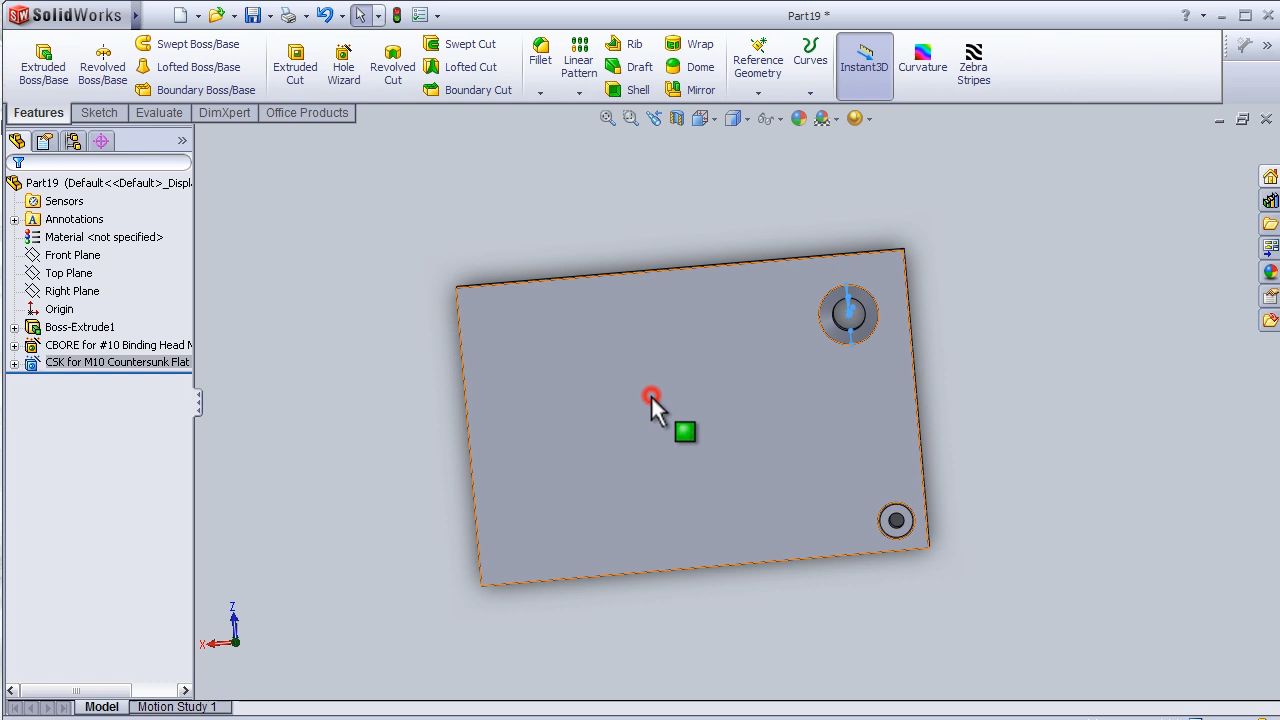 SW SolidWorks
Part19 *
Extruded Boss/Base
Revolved Boss/Base
Swept Boss/Base
Lofted Boss/Base
Boundary Boss/Base
Extruded Cut
Hole Wizard
Revolved Cut
Swept Cut
Lofted Cut
Boundary Cut
Fillet
Linear Pattern
Rib
Draft
Shell
Wrap
Dome
Mirror
Reference Geometry
Curves
Instant3D
Curvature
Zebra Stripes
Features
Sketch
Evaluate
DimXpert
Office Products
Part19 (Default<<Default>_Displ
Sensors
A Annotations
Material <not specified>
Front Plane
Top Plane
Right Plane
Origin
Boss-Extrude1
CBORE for #10 Binding Head M
CSK for M10 Countersunk Flat
Z
X
Model
Motion Study 1